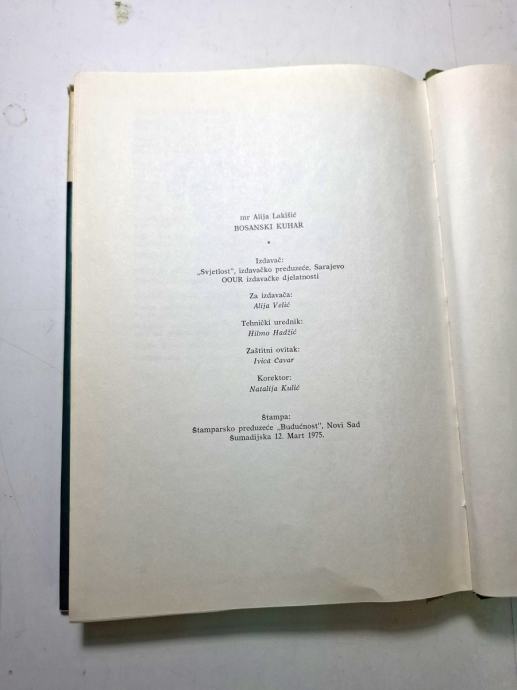 mr Alija Lakišić
BOSANSKI KUHAR
*
Izdavač:
„Svjetlost", izdavačko preduzeće, Sarajevo
OOUR izdavačke djelatnosti
Za izdavača:
Alija Velić
Tehnički urednik:
Hilmo Hadžić
Zaštitni ovitak:
Ivica Čavar
Korektor:
Natalija Kulić
Štampa:
Štamparsko preduzeće „Budućnost", Novi Sad
Šumadijska 12. Mart 1975.